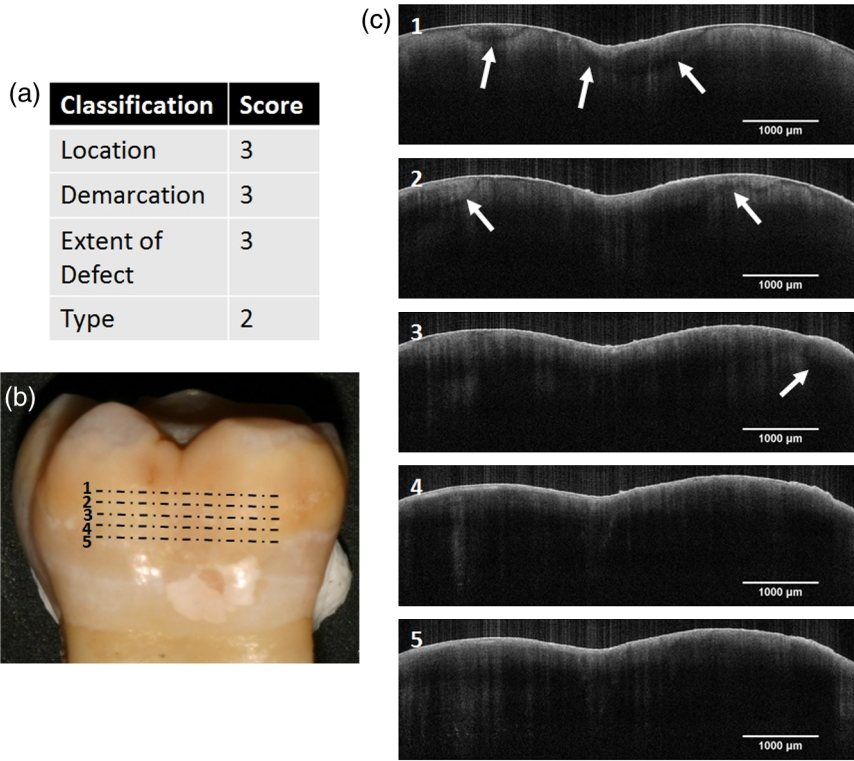 (a)
Classification Score
Location 3
Demarcation 3
Extent of 3
Defect
Type 2
(b)
1
2
3
4
5
(c)
1
1000 µm
2
1000 µm
3
1000 µm
4
1000 µm
5
1000 µm